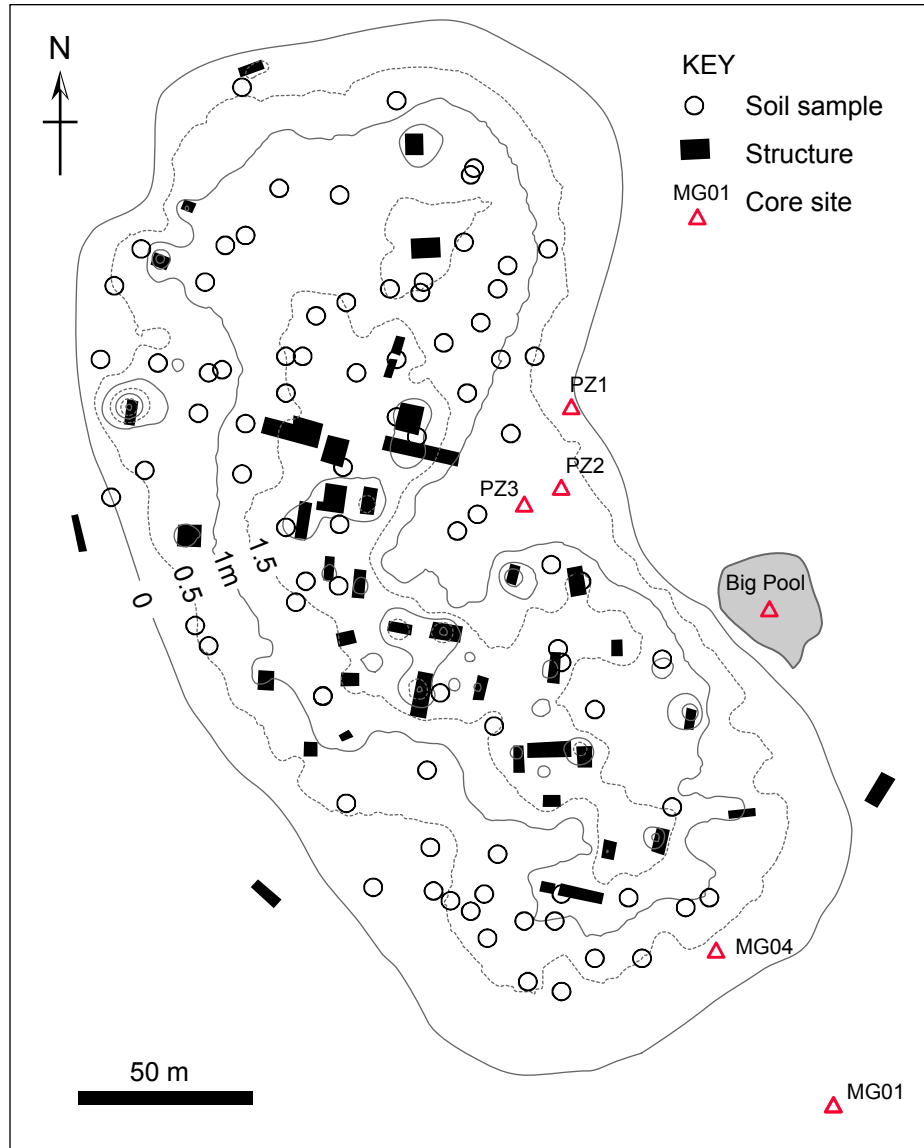 N
KEY
Soil sample
Structure
MG01
Core site
PZ1
PZ2
PZ3
1.5
1m
0.5
0
Big Pool
MG04
50 m
MG01